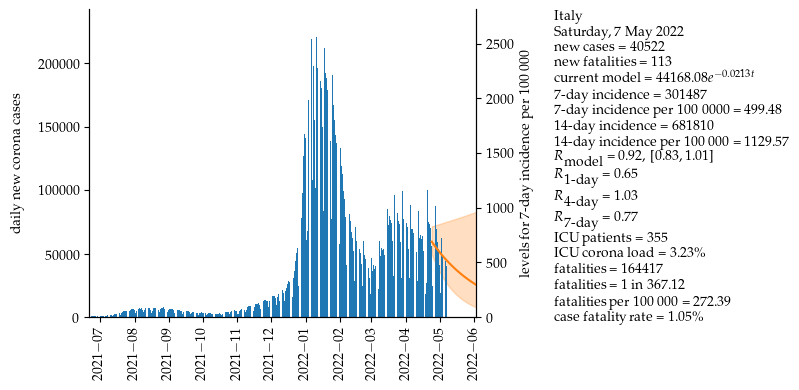 daily new corona cases
200000
150000
100000
50000
0
2021−07
2021−08
2021−09
2021−10
2021−11
2021−12
2022−01
2022−02
2022−03
2022−04
2022−05
2022−06
2500
2000
1500
1000
500
0
levels for 7-day incidence per 100 000
Italy
Saturday, 7 May 2022
new cases = 40522
new fatalities = 113
current model = 44168.08e^{−0.0213t}
7-day incidence = 301487
7-day incidence per 100 0000 = 499.48
14-day incidence = 681810
14-day incidence per 100 000 = 1129.57
R_model = 0.92, [0.83, 1.01]
R_1-day = 0.65
R_4-day = 1.03
R_7-day = 0.77
ICU patients = 355
ICU corona load = 3.23%
fatalities = 164417
fatalities = 1 in 367.12
fatalities per 100 000 = 272.39
case fatality rate = 1.05%